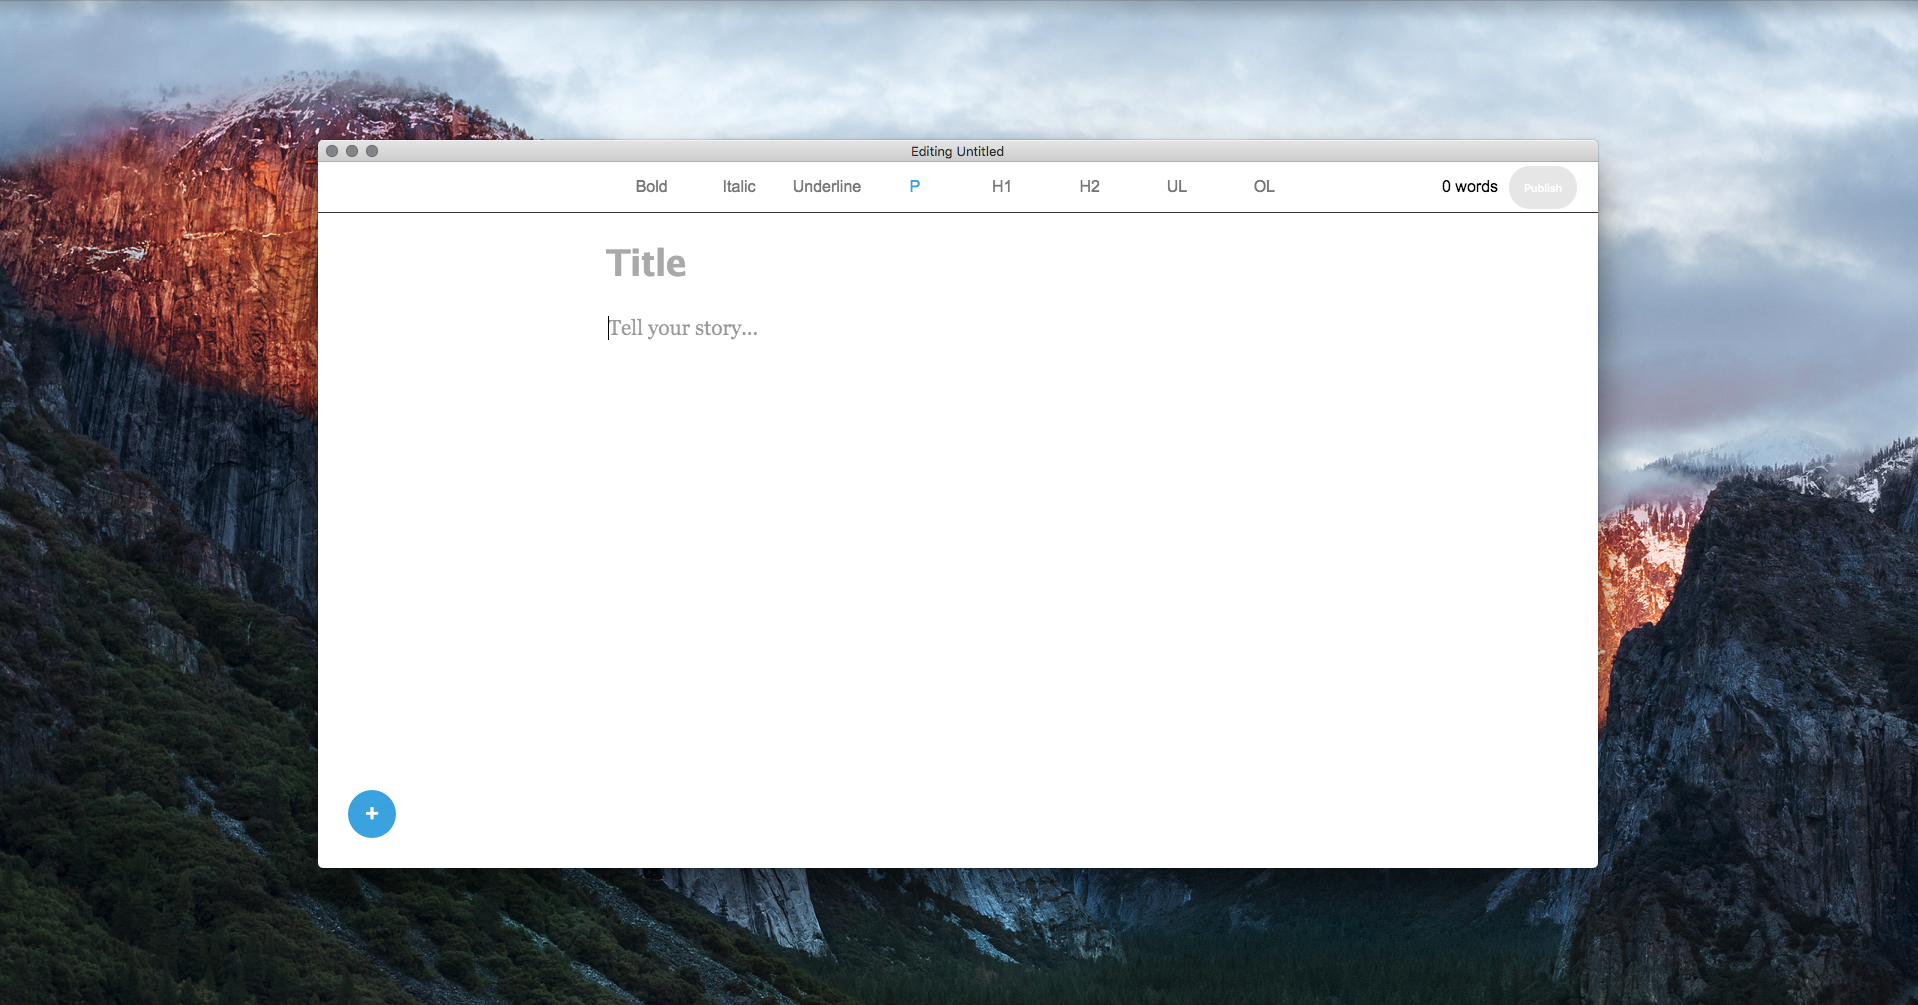 Editing Untitled
Bold Italic Underline P H1 H2 UL OL 0 words Publish
Title
Tell your story...
+